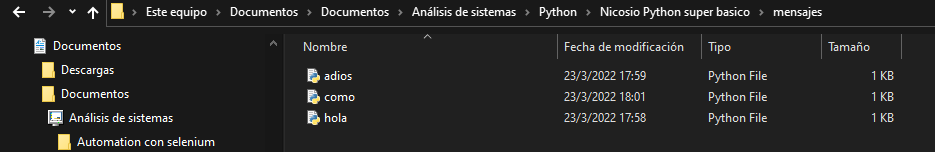 Este equipo > Documentos > Documentos > Análisis de sistemas > Python > Nicosio Python super basico > mensajes
Documentos
Descargas
Documentos
Análisis de sistemas
Automation con selenium
Nombre Fecha de modificación Tipo Tamaño
adios 23/3/2022 17:59 Python File 1 KB
como 23/3/2022 18:01 Python File 1 KB
hola 23/3/2022 17:58 Python File 1 KB